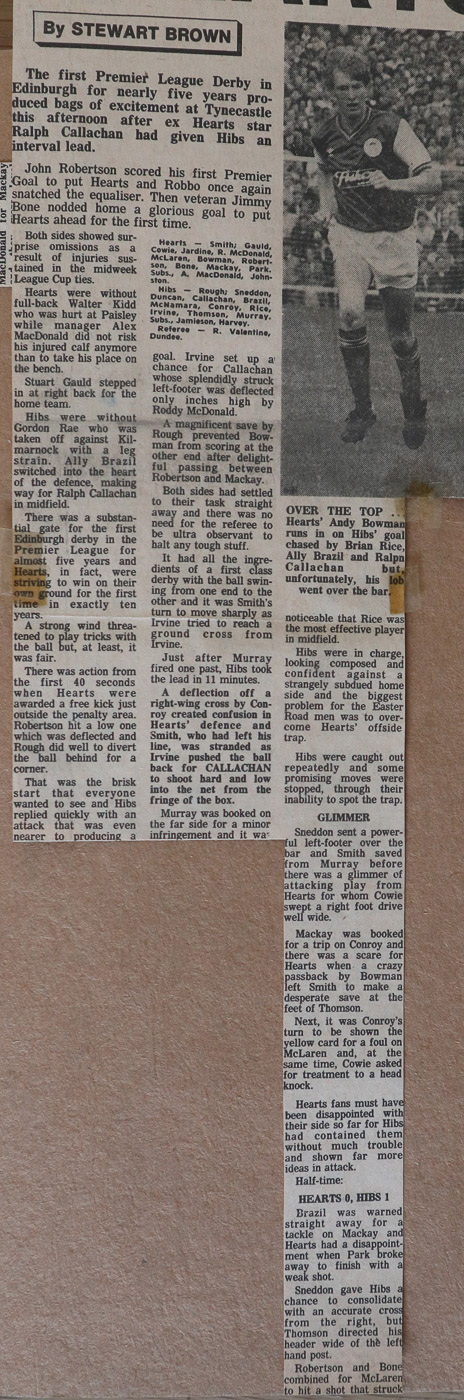 By STEWART BROWN
The first Premier League Derby in
Edinburgh for nearly five years pro-
duced bags of excitement at Tynecastle
this afternoon after ex Hearts star
Ralph Callachan had given Hibs an
interval lead.
John Robertson scored his first Premier
Goal to put Hearts and Robbo once again
snatched the equaliser. Then veteran Jimmy
Bone nodded home a glorious goal to put
Hearts ahead for the first time.
MacDonald for Mackay
Both sides showed sur-
prise omissions as a
result of injuries sus-
tained in the midweek
League Cup ties.
Hearts were without
full-back Walter Kidd
who was hurt at Paisley
while manager Alex
MacDonald did not risk
his injured calf anymore
than to take his place on
the bench.
Stuart Gauld stepped
in at right back for the
home team.
Hibs were without
Gordon Rae who was
taken off against Kil-
marnock with a leg
strain. Ally Brazil
switched into the heart
of the defence, making
way for Ralph Callachan
in midfield.
There was a substan-
tial gate for the first
Edinburgh derby in the
Premier League for
almost five years and
Hearts, in fact, were
striving to win on their
own ground for the first
time in exactly ten
years.
A strong wind threa-
tened to play tricks with
the ball but, at least, it
was fair.
There was action from
the first 40 seconds
when Hearts were
awarded a free kick just
outside the penalty area.
Robertson hit a low one
which was deflected and
Rough did well to divert
the ball behind for a
corner.
That was the brisk
start that everyone
wanted to see and Hibs
replied quickly with an
attack that was even
nearer to producing a
Hearts — Smith; Gauld,
Cowie, Jardine, R. McDonald,
McLaren, Bowman, Robert-
son, Bone, Mackay, Park.
Subs., A. MacDonald, John-
ston.
Hibs — Rough; Sneddon,
Duncan, Callachan, Brazil,
McNamara, Conroy, Rice,
Irvine, Thomson, Murray.
Subs., Jamieson, Harvey.
Referee — R. Valentine,
Dundee.
goal. Irvine set up a
chance for Callachan
whose splendidly struck
left-footer was deflected
only inches high by
Roddy McDonald.
A magnificent save by
Rough prevented Bow-
man from scoring at the
other end after delight-
ful passing between
Robertson and Mackay.
Both sides had settled
to their task straight
away and there was no
need for the referee to
be ultra observant to
halt any tough stuff.
It had all the ingre-
dients of a first class
derby with the ball swin-
ing from one end to the
other and it was Smith's
turn to move sharply as
Irvine tried to reach a
ground cross from
Irvine.
Just after Murray
fired one past, Hibs took
the lead in 11 minutes.
A deflection off a
right-wing cross by Con-
roy created confusion in
Hearts' defence and
Smith, who had left his
line, was stranded as
Irvine pushed the ball
back for CALLACHAN
to shoot hard and low
into the net from the
fringe of the box.
Murray was booked on
the far side for a minor
infringement and it was
OVER THE TOP . .
Hearts' Andy Bowman
runs in on Hibs' goal
chased by Brian Rice,
Ally Brazil and Ralph
Callachan but,
unfortunately, his lob
went over the bar.
noticeable that Rice was
the most effective player
in midfield.
Hibs were in charge,
looking composed and
confident against a
strangely subdued home
side and the biggest
problem for the Easter
Road men was to over-
come Hearts' offside
trap.
Hibs were caught out
repeatedly and some
promising moves were
stopped, through their
inability to spot the trap.
GLIMMER
Sneddon sent a power-
ful left-footer over the
bar and Smith saved
from Murray before
there was a glimmer of
attacking play from
Hearts for whom Cowie
swept a right foot drive
well wide.
Mackay was booked
for a trip on Conroy and
there was a scare for
Hearts when a crazy
passback by Bowman
left Smith to make a
desperate save at the
feet of Thomson.
Next, it was Conroy's
turn to be shown the
yellow card for a foul on
McLaren and, at the
same time, Cowie asked
for treatment to a head
knock.
Hearts fans must have
been disappointed with
their side so far for Hibs
had contained them
without much trouble
and shown far more
ideas in attack.
Half-time:
HEARTS 0, HIBS 1
Brazil was warned
straight away for a
tackle on Mackay and
Hearts had a disappoint-
ment when Park broke
away to finish with a
weak shot.
Sneddon gave Hibs a
chance to consolidate
with an accurate cross
from the right, but
Thomson directed his
header wide of the left
hand post.
Robertson and Bone
combined for McLaren
to hit a shot that struck